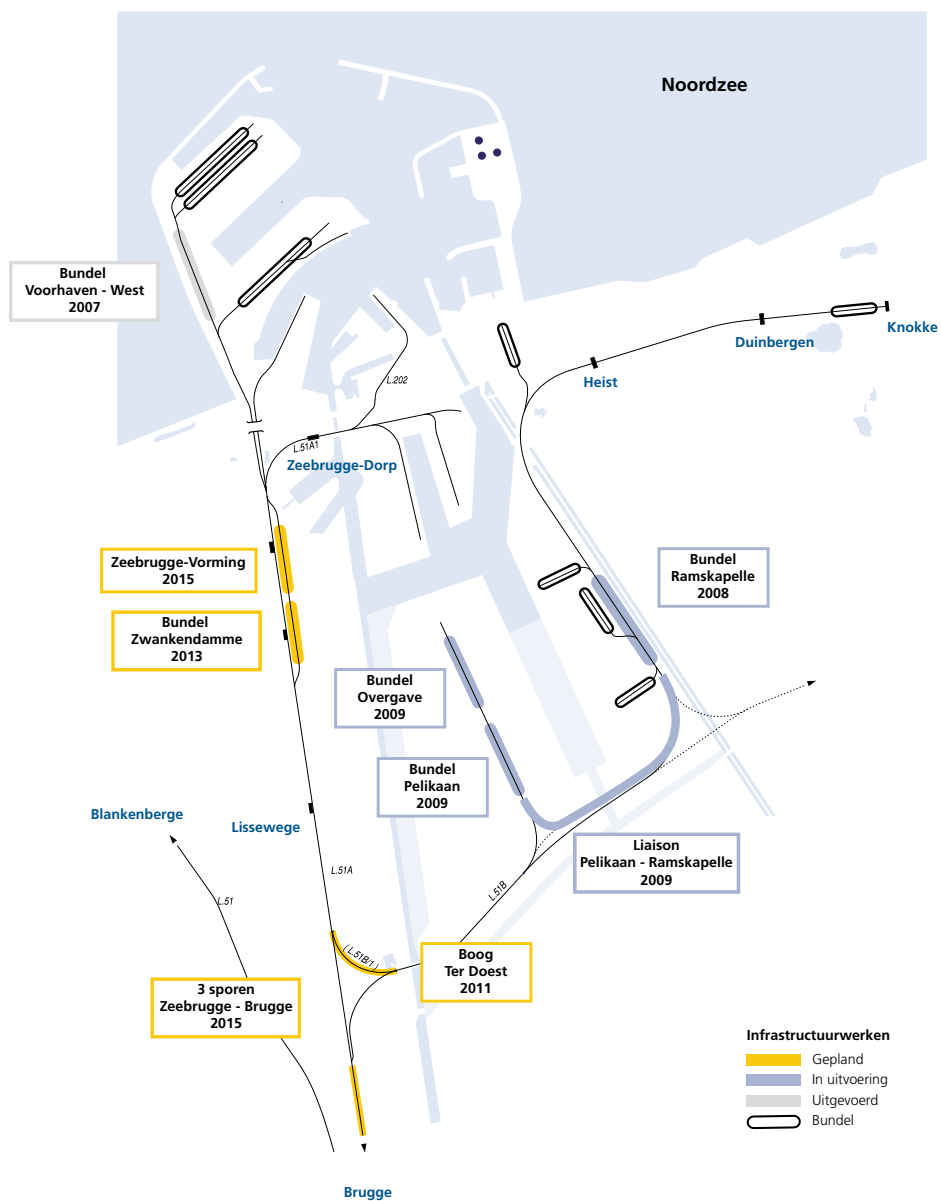 Noordzee
Bundel
Voorhaven - West
2007
Knokke
Duinbergen
Heist
L.202
L.51A1
Zeebrugge-Dorp
Zeebrugge-Vorming
2015
Bundel
Ramskapelle
2008
Bundel
Zwankendamme
2013
Bundel
Overgave
2009
Bundel
Pelikaan
2009
Blankenberge
Lissewege
Liaison
Pelikaan - Ramskapelle
2009
L.51A
L.51
L.51B
( L.51B/1 )
Boog
Ter Doest
2011
3 sporen
Zeebrugge - Brugge
2015
Infrastructuurwerken
Gepland
In uitvoering
Uitgevoerd
Bundel
Brugge